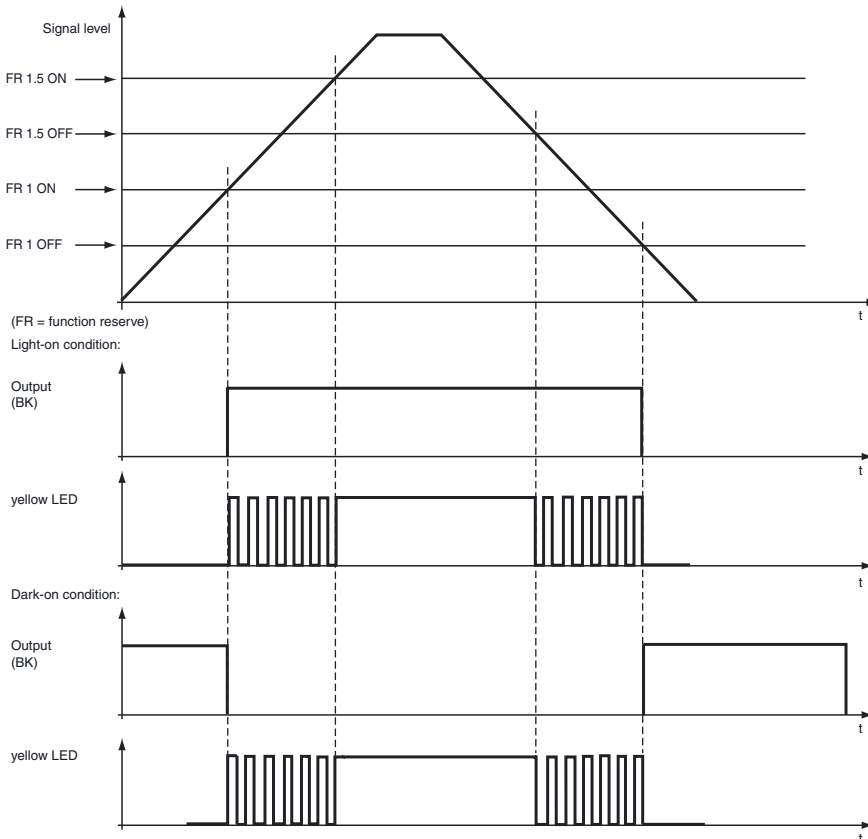 Signal level
FR 1.5 ON
FR 1.5 OFF
FR 1 ON
FR 1 OFF
t
(FR = function reserve)
Light-on condition:
Output
(BK)
t
yellow LED
t
Dark-on condition:
Output
(BK)
t
yellow LED
t